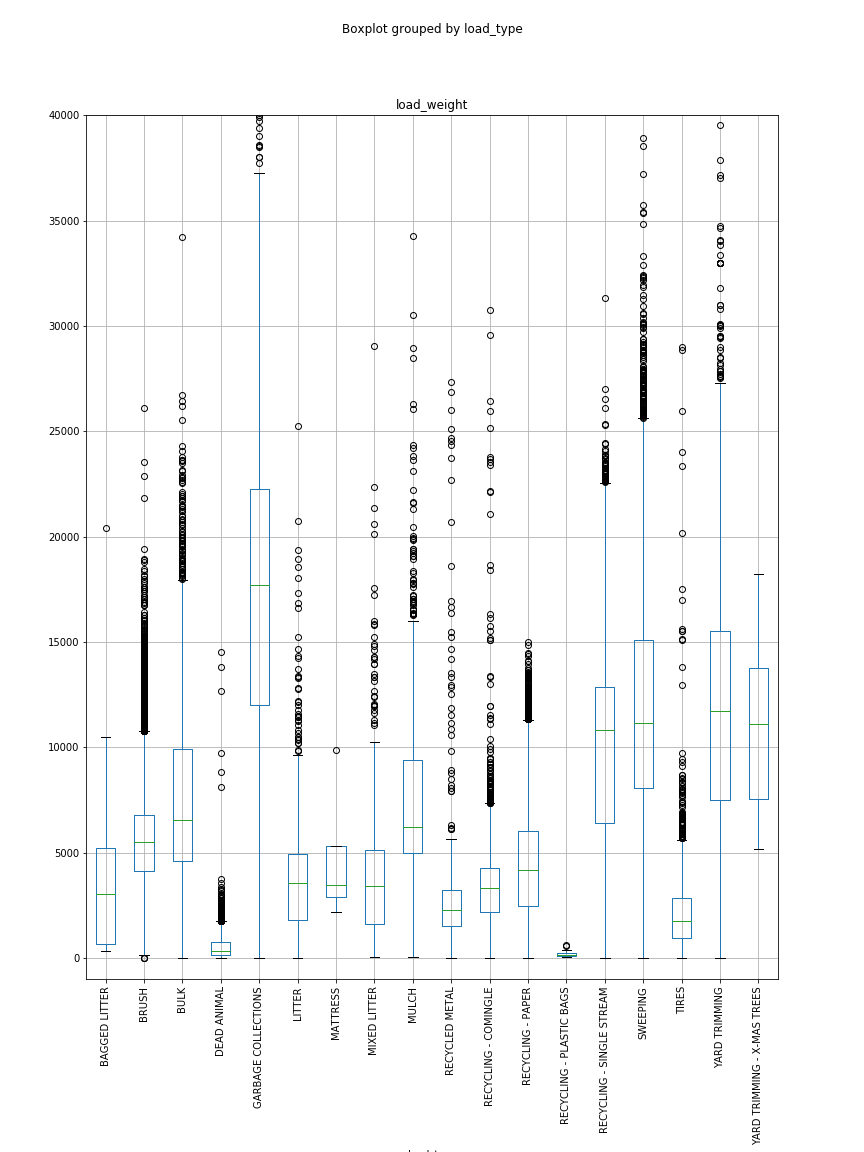 Boxplot grouped by load_type
load_weight
40000
35000
30000
25000
20000
15000
10000
5000
0
BAGGED LITTER
BRUSH
BULK
DEAD ANIMAL
GARBAGE COLLECTIONS
LITTER
MATTRESS
MIXED LITTER
MULCH
RECYCLED METAL
RECYCLING - COMINGLE
RECYCLING - PAPER
RECYCLING - PLASTIC BAGS
RECYCLING - SINGLE STREAM
SWEEPING
TIRES
YARD TRIMMING
YARD TRIMMING - X-MAS TREES